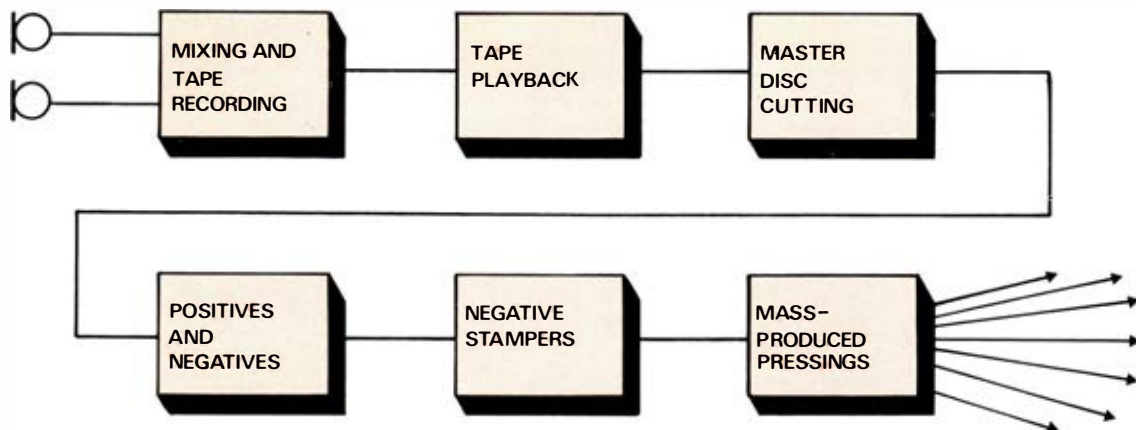 MIXING AND
TAPE
RECORDING
TAPE
PLAYBACK
MASTER
DISC
CUTTING
POSITIVES
AND
NEGATIVES
NEGATIVE
STAMPERS
MASS-
PRODUCED
PRESSINGS